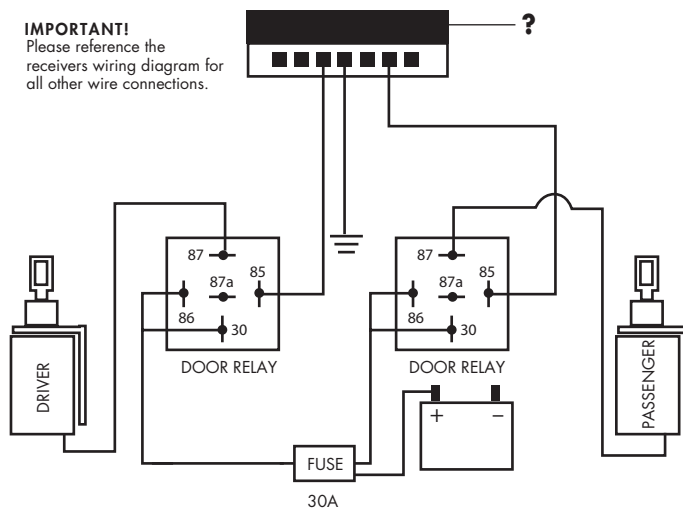 IMPORTANT!
Please reference the
receivers wiring diagram for
all other wire connections.
?
87
87a
85
86
30
DOOR RELAY
87
87a
85
86
30
DOOR RELAY
DRIVER
PASSENGER
+ –
FUSE
30A